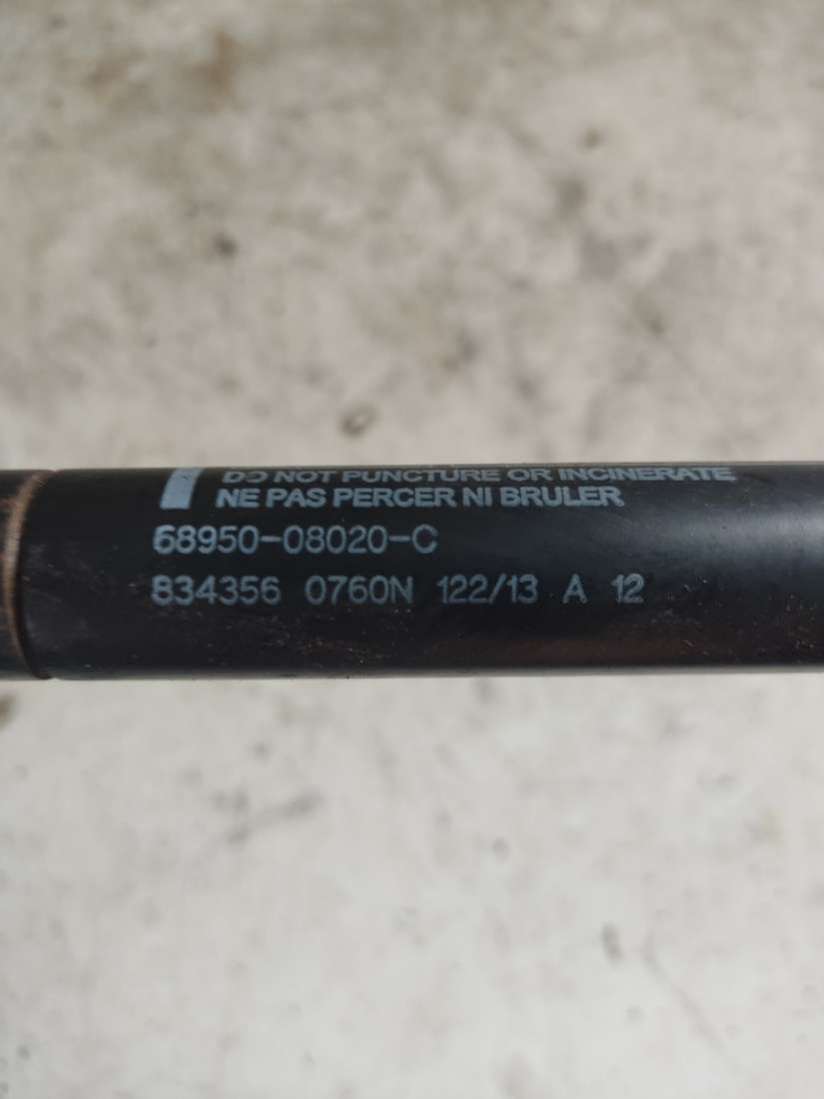 DO NOT PUNCTURE OR INCINERATE
NE PAS PERCER NI BRULER
68950-08020-C
834356 0760N 122/13 A 12